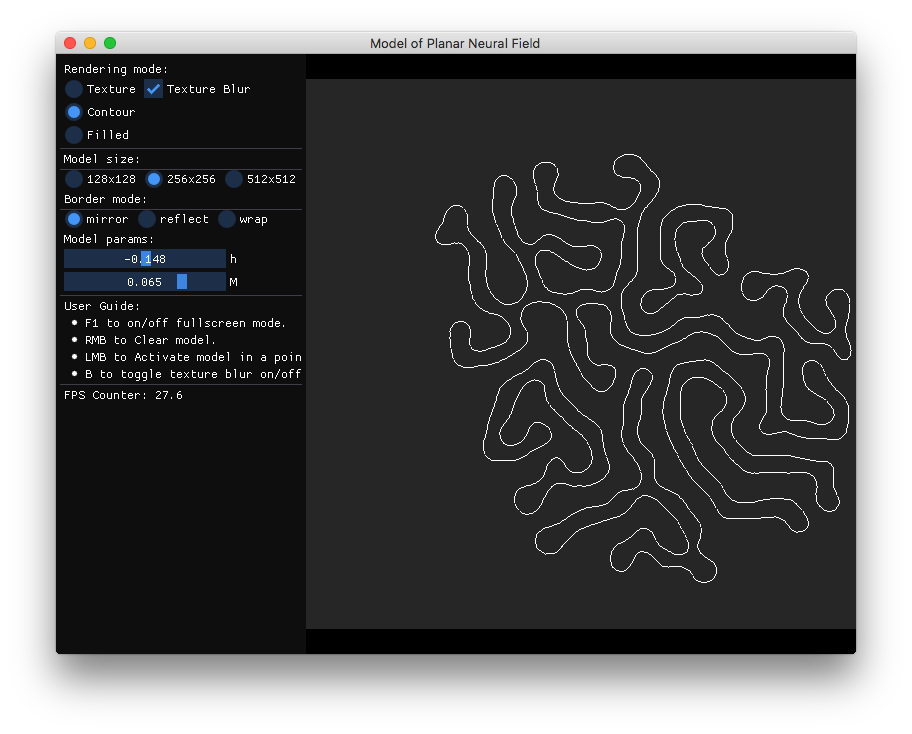 Model of Planar Neural Field
Rendering mode:
Texture Texture Blur
Contour
Filled
Model size:
128x128 256x256 512x512
Border mode:
mirror reflect wrap
Model params:
-0.148 h
0.065 M
User Guide:
F1 to on/off fullscreen mode.
RMB to Clear model.
LMB to Activate model in a poin
B to toggle texture blur on/off
FPS Counter: 27.6